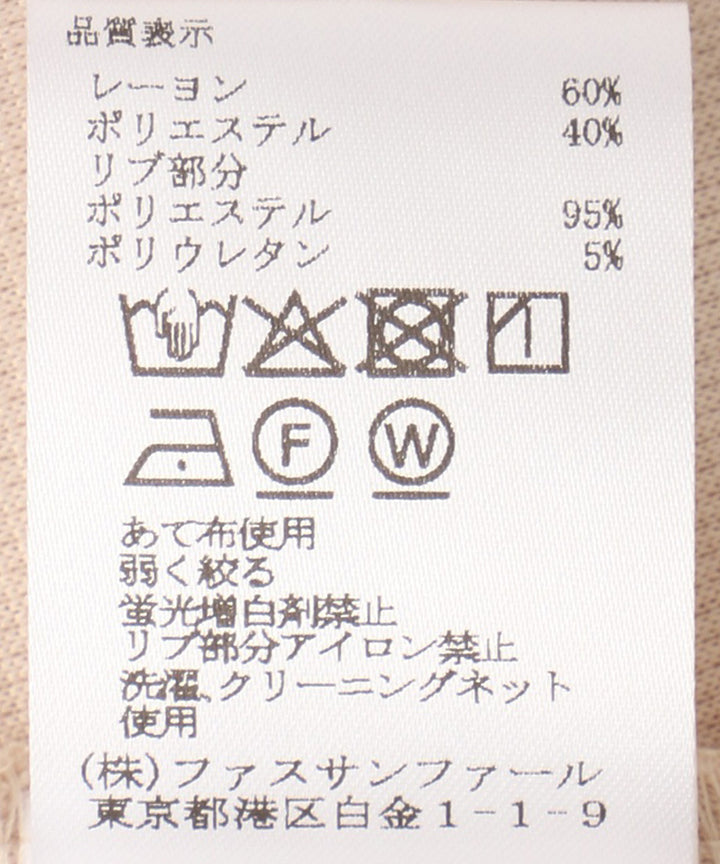 品質表示
レーヨン 60%
ポリエステル 40%
リブ部分
ポリエステル 95%
ポリウレタン 5%
F W
あて布使用
弱く絞る
蛍光増白剤禁止
リブ部分アイロン禁止
洗濯、クリーニングネット
使用
(株)ファスサンファール
東京都港区白金1-1-9